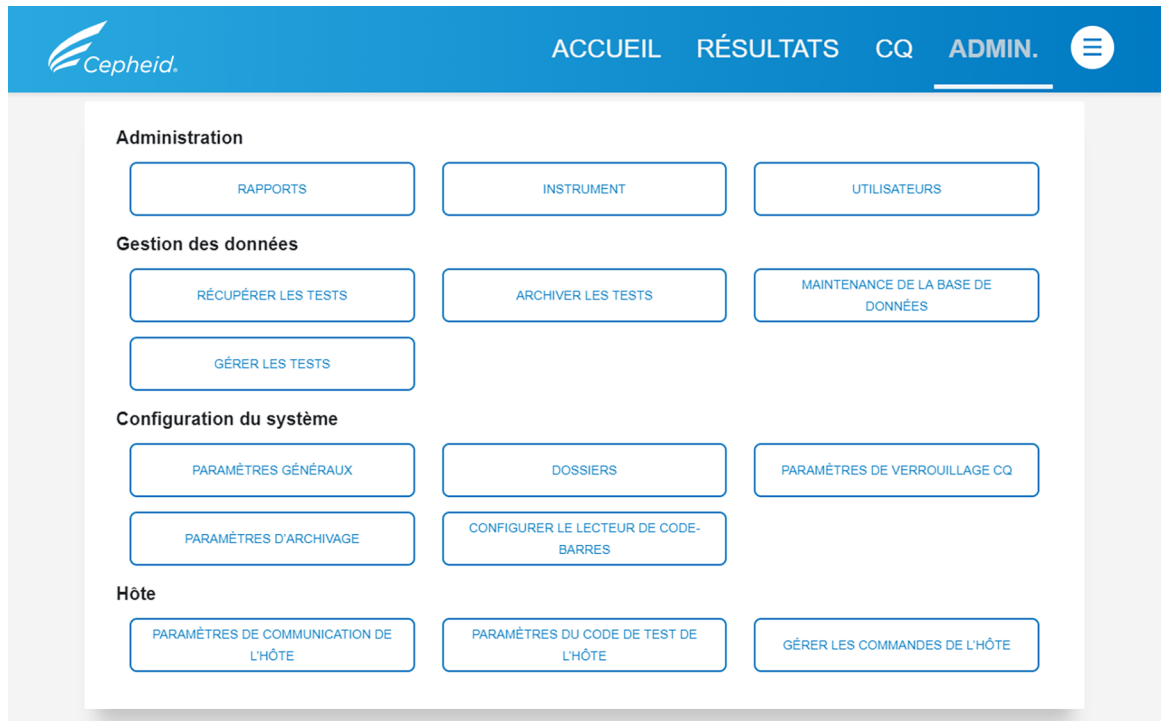 Cepheid.
ACCUEIL RÉSULTATS CQ ADMIN.
Administration
RAPPORTS
INSTRUMENT
UTILISATEURS
Gestion des données
RÉCUPÉRER LES TESTS
ARCHIVER LES TESTS
MAINTENANCE DE LA BASE DE
DONNÉES
GÉRER LES TESTS
Configuration du système
PARAMÈTRES GÉNÉRAUX
DOSSIERS
PARAMÈTRES DE VERROUILLAGE CQ
PARAMÈTRES D'ARCHIVAGE
CONFIGURER LE LECTEUR DE CODE-
BARRES
Hôte
PARAMÈTRES DE COMMUNICATION DE
L'HÔTE
PARAMÈTRES DU CODE DE TEST DE
L'HÔTE
GÉRER LES COMMANDES DE L'HÔTE